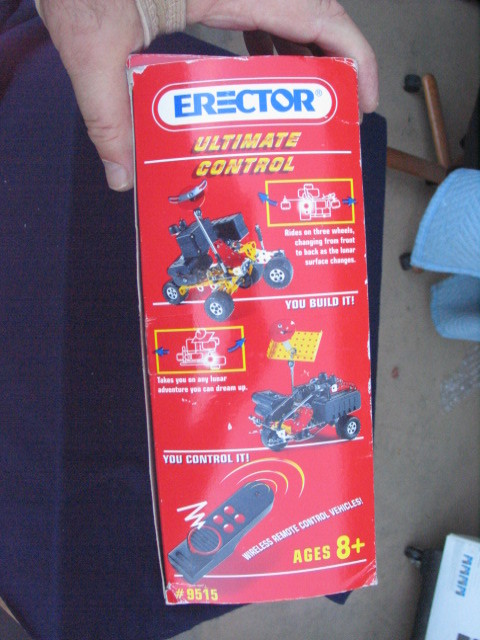 ERECTOR®
ULTIMATE
CONTROL
Rides on three wheels,
changing from front
to back as the lunar
surface changes.
YOU BUILD IT!
Takes you on any lunar
adventure you can dream up.
YOU CONTROL IT!
WIRELESS REMOTE CONTROL VEHICLES!
AGES 8+
#9515